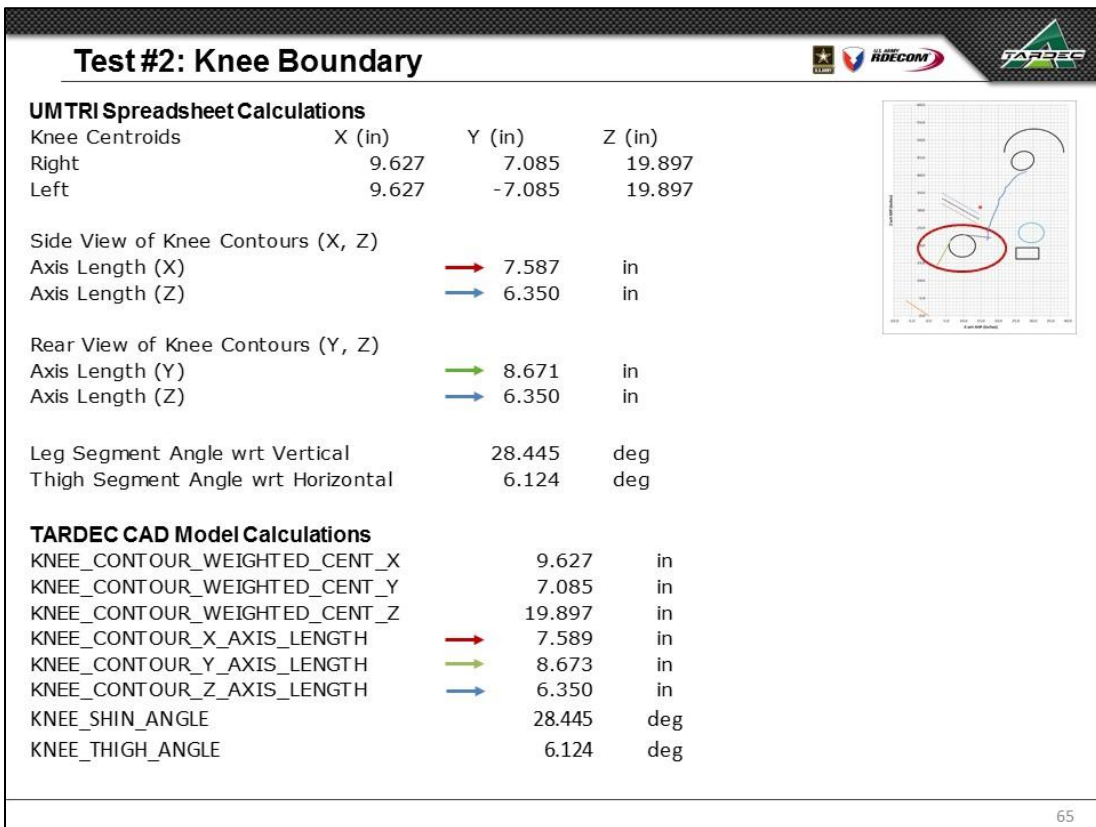 Test #2: Knee Boundary
U.S. ARMY
U.S. ARMY
RDECOM
TARDEC
UMTRI Spreadsheet Calculations
Knee Centroids X (in) Y (in) Z (in)
Right 9.627 7.085 19.897
Left 9.627 -7.085 19.897
Side View of Knee Contours (X, Z)
Axis Length (X) 7.587 in
Axis Length (Z) 6.350 in
Rear View of Knee Contours (Y, Z)
Axis Length (Y) 8.671 in
Axis Length (Z) 6.350 in
Leg Segment Angle wrt Vertical 28.445 deg
Thigh Segment Angle wrt Horizontal 6.124 deg
TARDEC CAD Model Calculations
KNEE_CONTOUR_WEIGHTED_CENT_X 9.627 in
KNEE_CONTOUR_WEIGHTED_CENT_Y 7.085 in
KNEE_CONTOUR_WEIGHTED_CENT_Z 19.897 in
KNEE_CONTOUR_X_AXIS_LENGTH 7.589 in
KNEE_CONTOUR_Y_AXIS_LENGTH 8.673 in
KNEE_CONTOUR_Z_AXIS_LENGTH 6.350 in
KNEE_SHIN_ANGLE 28.445 deg
KNEE_THIGH_ANGLE 6.124 deg
65